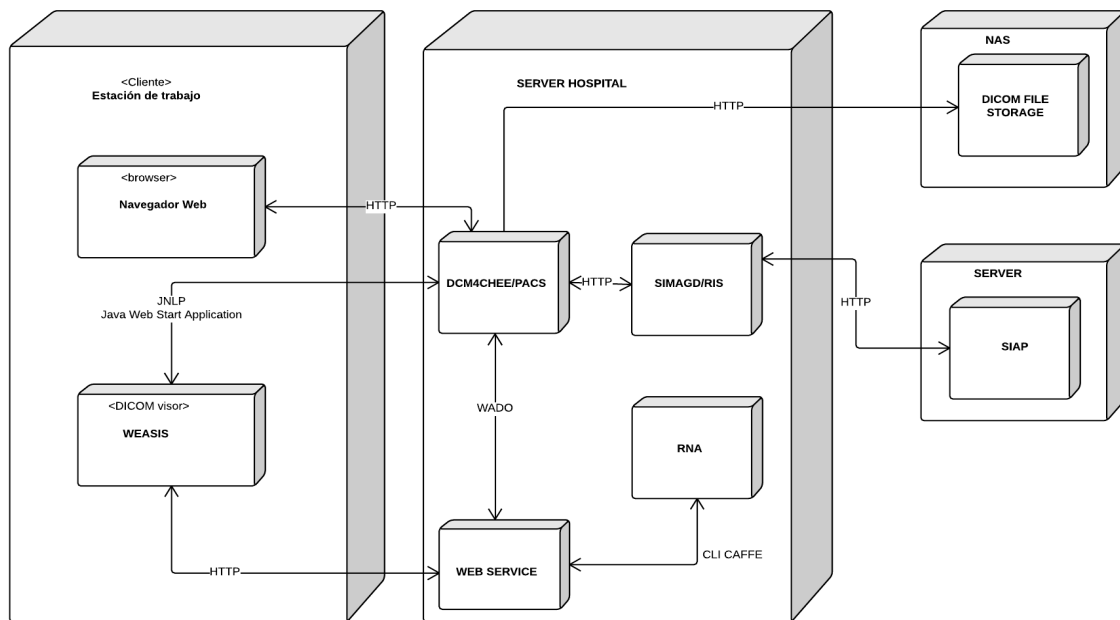 <Cliente>
Estación de trabajo
<browser>
Navegador Web
HTTP
JNLP
Java Web Start Application
<DICOM visor>
WEASIS
HTTP
SERVER HOSPITAL
HTTP
DCM4CHEE/PACS
HTTP
SIMAGD/RIS
WADO
RNA
WEB SERVICE
CLI CAFFE
NAS
DICOM FILE
STORAGE
HTTP
SERVER
SIAP